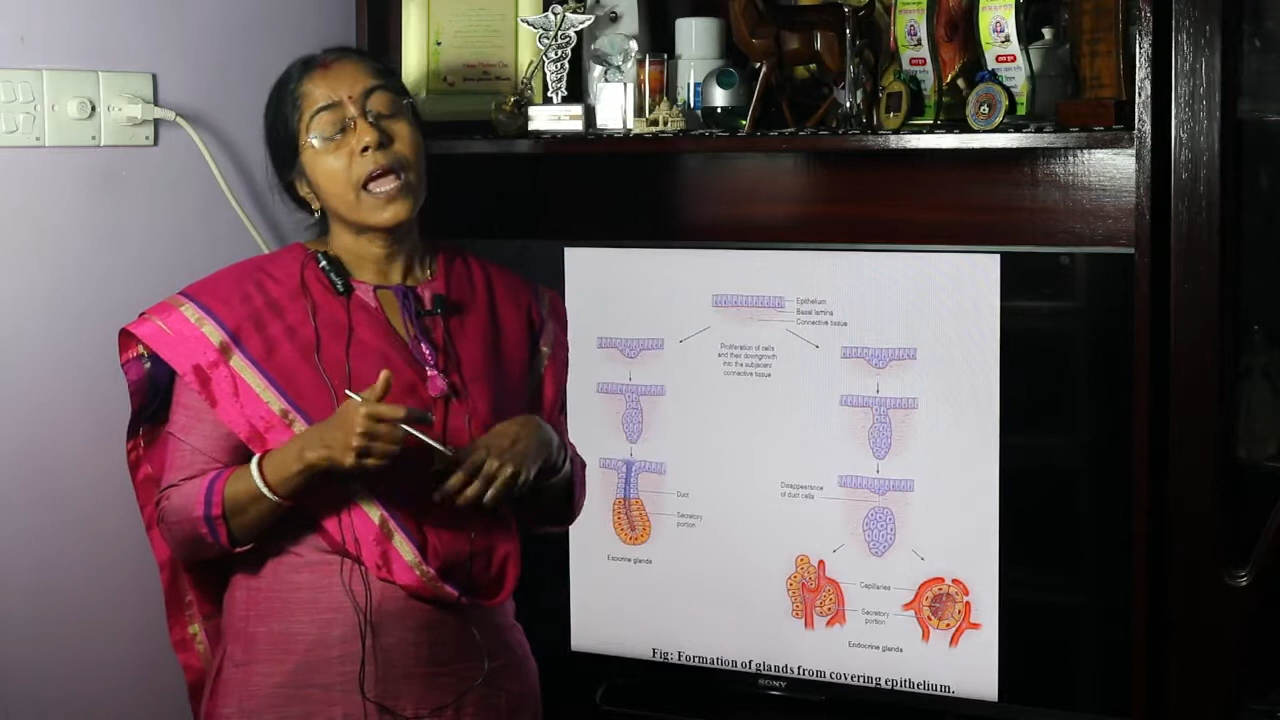 Epithelium
Basal lamina
Connective tissue
Proliferation of cells
and their downgrowth
into the subjacent
connective tissue
Disappearance
of duct cells
Duct
Secretory
portion
Exocrine glands
Capillaries
Secretory
portion
Endocrine glands
Fig: Formation of glands from covering epithelium.
SONY